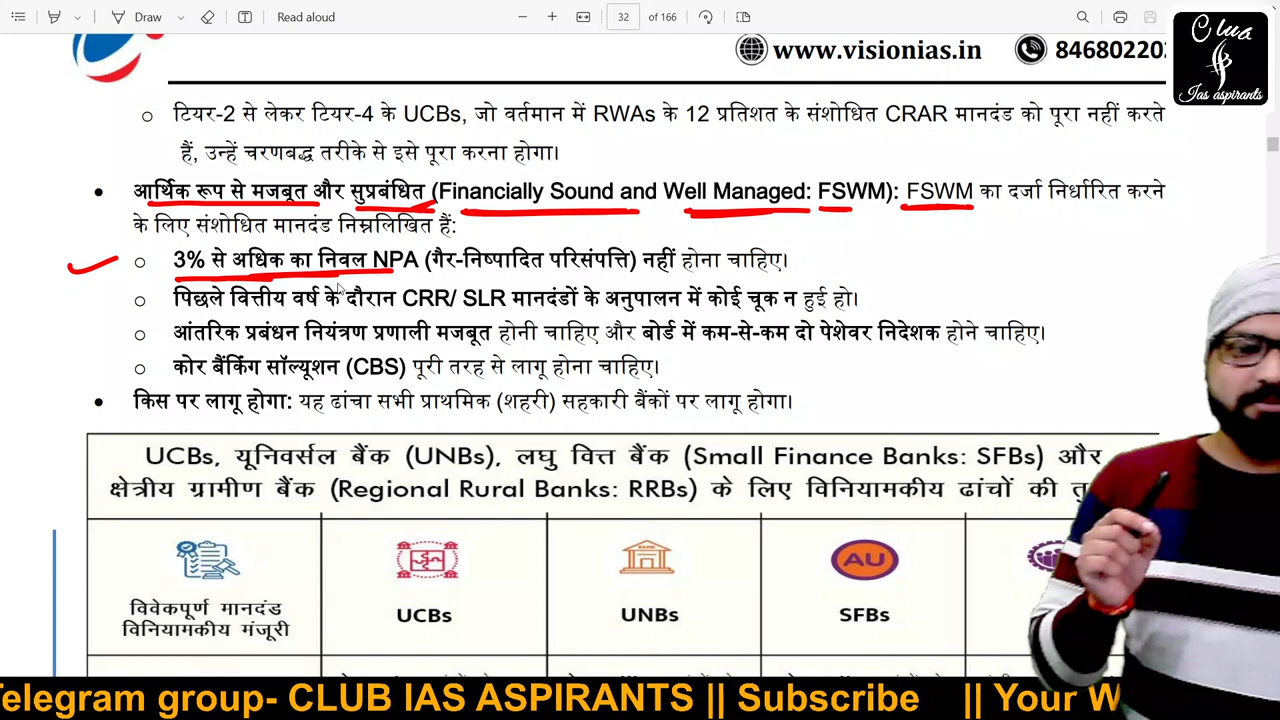 Draw
Read aloud
32 of 166
Club
Ias aspirants
www.visionias.in 84680220
टियर-2 से लेकर टियर-4 के UCBs, जो वर्तमान में RWAs के 12 प्रतिशत के संशोधित CRAR मानदंड को पूरा नहीं करते
हैं, उन्हें चरणबद्ध तरीके से इसे पूरा करना होगा।
आर्थिक रूप से मजबूत और सुप्रबंधित (Financially Sound and Well Managed: FSWM): FSWM का दर्जा निर्धारित करने
के लिए संशोधित मानदंड निम्नलिखित हैं:
3% से अधिक का निवल NPA (गैर-निष्पादित परिसंपत्ति) नहीं होना चाहिए।
पिछले वित्तीय वर्ष के दौरान CRR/ SLR मानदंडों के अनुपालन में कोई चूक न हुई हो।
आंतरिक प्रबंधन नियंत्रण प्रणाली मजबूत होनी चाहिए और बोर्ड में कम-से-कम दो पेशेवर निदेशक होने चाहिए।
कोर बैंकिंग सॉल्यूशन (CBS) पूरी तरह से लागू होना चाहिए।
किस पर लागू होगा: यह ढांचा सभी प्राथमिक (शहरी) सहकारी बैंकों पर लागू होगा।
UCBs, यूनिवर्सल बैंक (UNBs), लघु वित्त बैंक (Small Finance Banks: SFBs) और
क्षेत्रीय ग्रामीण बैंक (Regional Rural Banks: RRBs) के लिए विनियामकीय ढांचों की
BANK
AU
विवेकपूर्ण मानदंड
विनियामकीय मंजूरी
UCBs
UNBs
SFBs
Telegram group- CLUB IAS ASPIRANTS || Subscribe || Your W